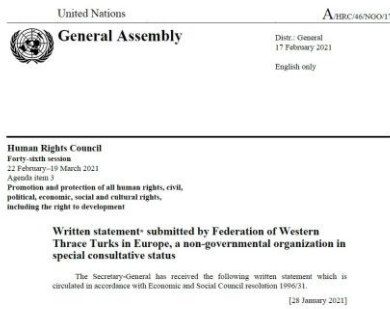 United Nations
A/HRC/46/NGO/17
General Assembly
Distr.: General
17 February 2021
English only
Human Rights Council
Forty-sixth session
22 February–19 March 2021
Agenda item 3
Promotion and protection of all human rights, civil,
political, economic, social and cultural rights,
including the right to development
Written statement* submitted by Federation of Western
Thrace Turks in Europe, a non-governmental organization in
special consultative status
The Secretary-General has received the following written statement which is
circulated in accordance with Economic and Social Council resolution 1996/31.
[28 January 2021]